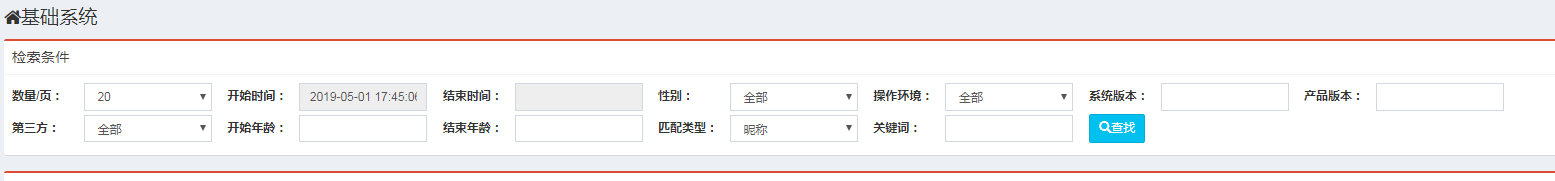 基础系统
检索条件
数量/页： 20 开始时间： 2019-05-01 17:45:06 结束时间： 性别： 全部 操作环境： 全部 系统版本： 产品版本：
第三方： 全部 开始年龄： 结束年龄： 匹配类型： 昵称 关键词： 查找